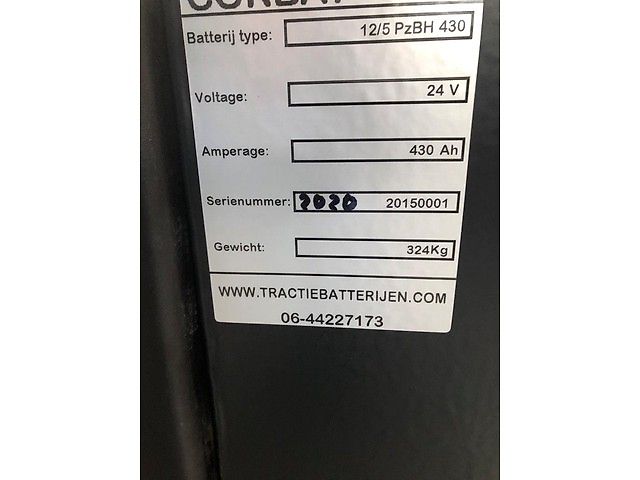 Batterij type: 12/5 PzBH 430
Voltage: 24 V
Amperage: 430 Ah
Serienummer: 2020 20150001
Gewicht: 324Kg
WWW.TRACTIEBATTERIJEN.COM
06-44227173